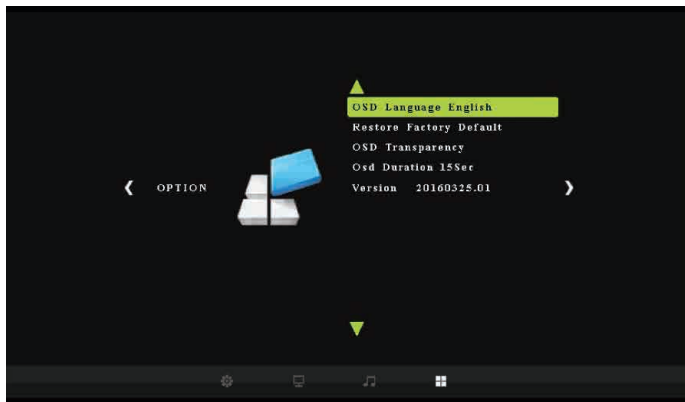 OSD Language English
Restore Factory Default
OSD Transparency
Osd Duration 15Sec
OPTION
Version 20160325.01